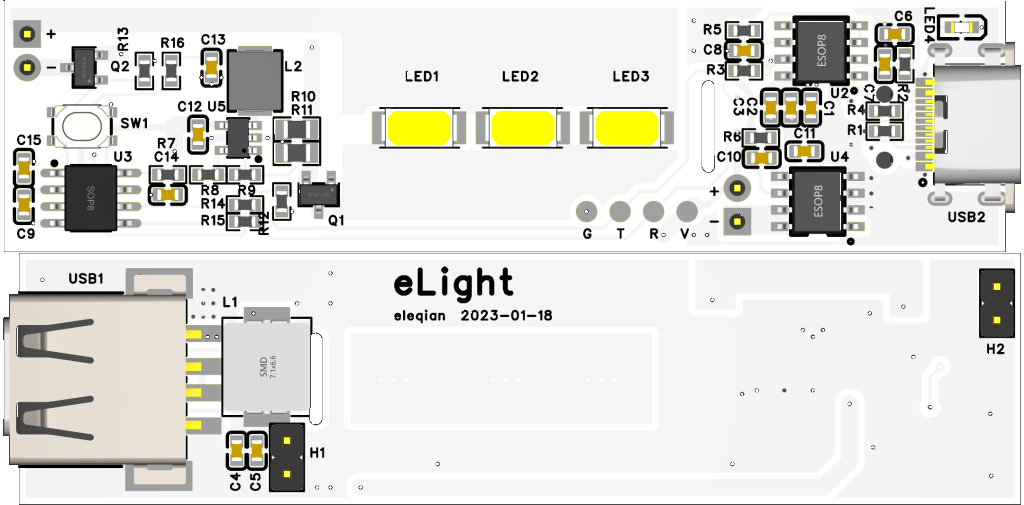 +
-
R13
Q2
R16
C13
L2
LED1
LED2
LED3
R5
C8
R3
ESOP8
C6
LED4
U2
C7
R2
R4
R1
C3
C2
C1
C12
U5
R10
R11
SW1
C15
U3
R7
C14
SOP8
R8
R9
R14
R15
R12
Q1
C9
R6
C10
C11
U4
ESOP8
+
-
G T R V
USB2
USB1
L1
eLight
eleqian 2023-01-18
SMD
7.1x6.6
H2
H1
C4
C5